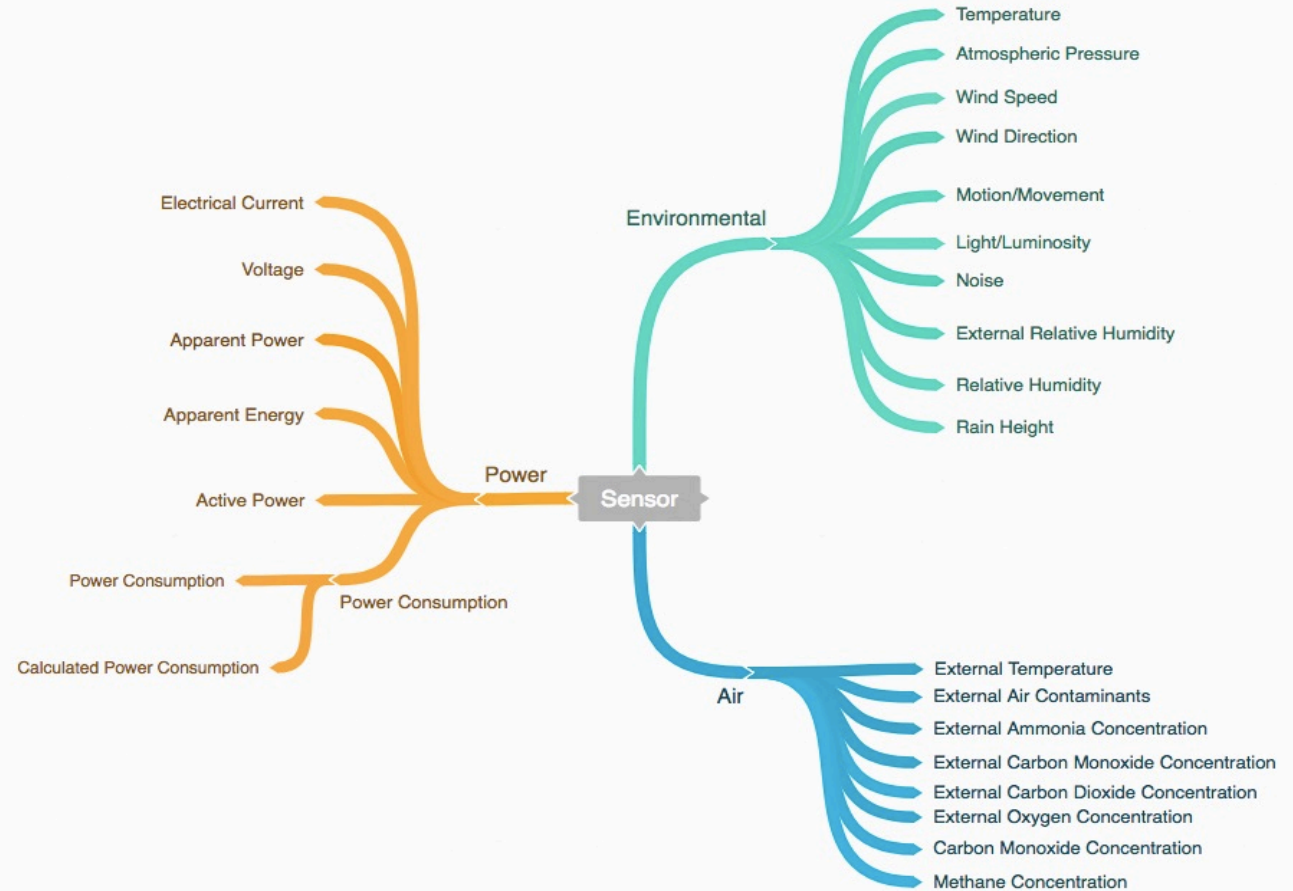 Sensor
Environmental
Temperature
Atmospheric Pressure
Wind Speed
Wind Direction
Motion/Movement
Light/Luminosity
Noise
External Relative Humidity
Relative Humidity
Rain Height
Power
Electrical Current
Voltage
Apparent Power
Apparent Energy
Active Power
Power Consumption
Power Consumption
Calculated Power Consumption
Air
External Temperature
External Air Contaminants
External Ammonia Concentration
External Carbon Monoxide Concentration
External Carbon Dioxide Concentration
External Oxygen Concentration
Carbon Monoxide Concentration
Methane Concentration